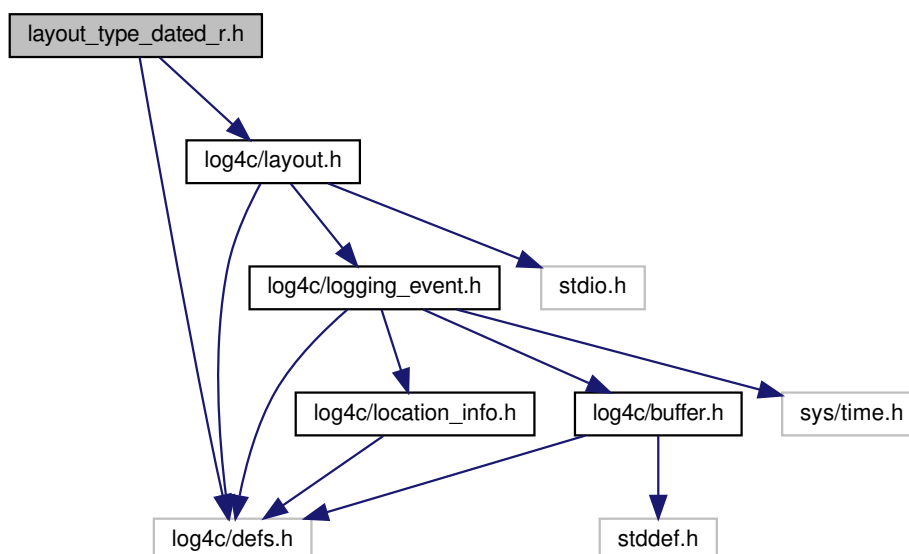 layout_type_dated_r.h
log4c/layout.h
log4c/logging_event.h
stdio.h
log4c/location_info.h
log4c/buffer.h
sys/time.h
log4c/defs.h
stddef.h